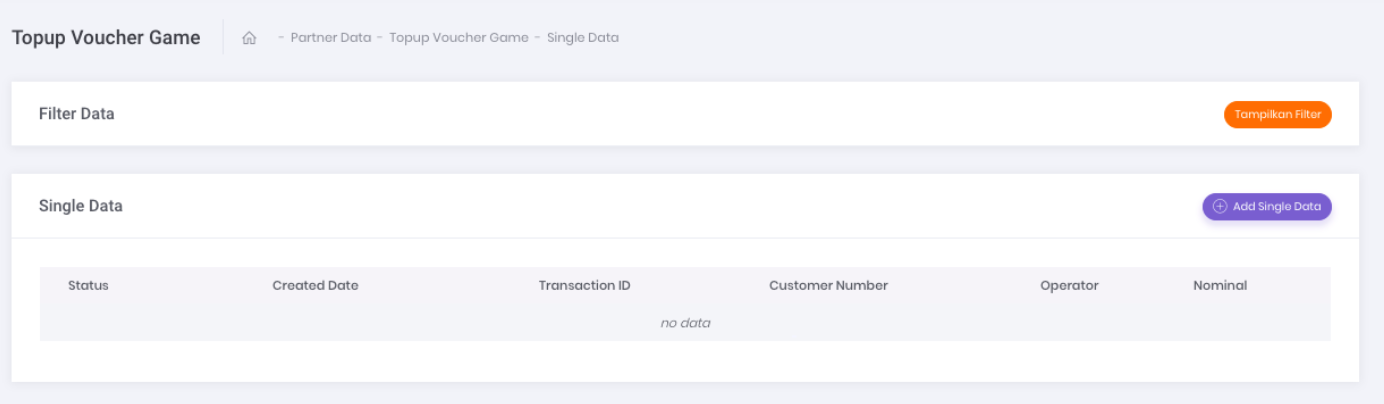 Topup Voucher Game - Partner Data - Topup Voucher Game - Single Data
Filter Data Tampilkan Filter
Single Data Add Single Data
Status Created Date Transaction ID Customer Number Operator Nominal
no data